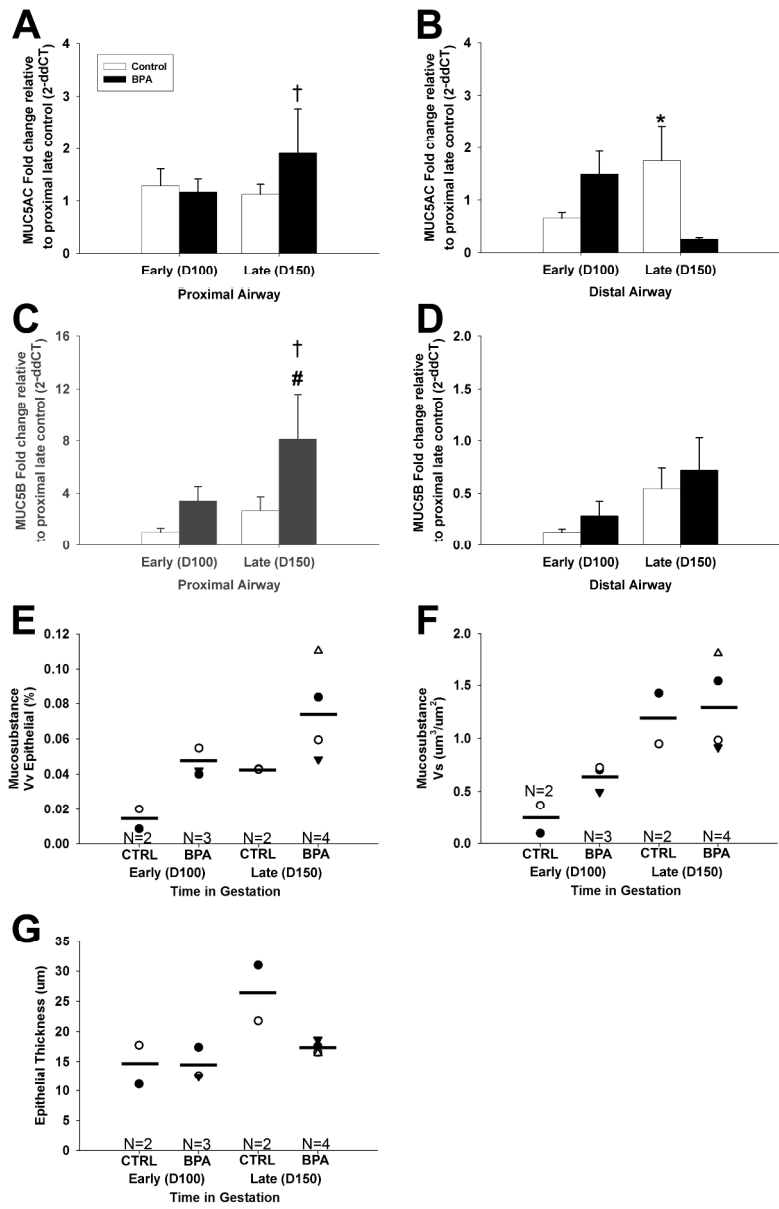 A
MUC5AC Fold change relative
to proximal late control (2-ddCT)
4
3
2
1
0
Control
BPA
†
Early (D100) Late (D150)
Proximal Airway
B
MUC5AC Fold change relative
to proximal late control (2-ddCT)
4
3
2
1
0
*
Early (D100) Late (D150)
Distal Airway
C
MUC5B Fold change relative
to proximal late control (2-ddCT)
16
12
8
4
0
†
#
Early (D100) Late (D150)
Proximal Airway
D
MUC5B Fold change relative
to proximal late control (2-ddCT)
2.0
1.5
1.0
0.5
0.0
Early (D100) Late (D150)
Distal Airway
E
Mucosubstance
Vv Epithelial (%)
0.12
0.10
0.08
0.06
0.04
0.02
0.00
N=2 N=3 N=2 N=4
CTRL BPA CTRL BPA
Early (D100) Late (D150)
Time in Gestation
F
Mucosubstance
Vs (um3/um2)
2.0
1.5
1.0
0.5
0.0
N=2
N=3 N=2 N=4
CTRL BPA CTRL BPA
Early (D100) Late (D150)
Time in Gestation
G
Epithelial Thickness (um)
35
30
25
20
15
10
5
0
N=2 N=3 N=2 N=4
CTRL BPA CTRL BPA
Early (D100) Late (D150)
Time in Gestation